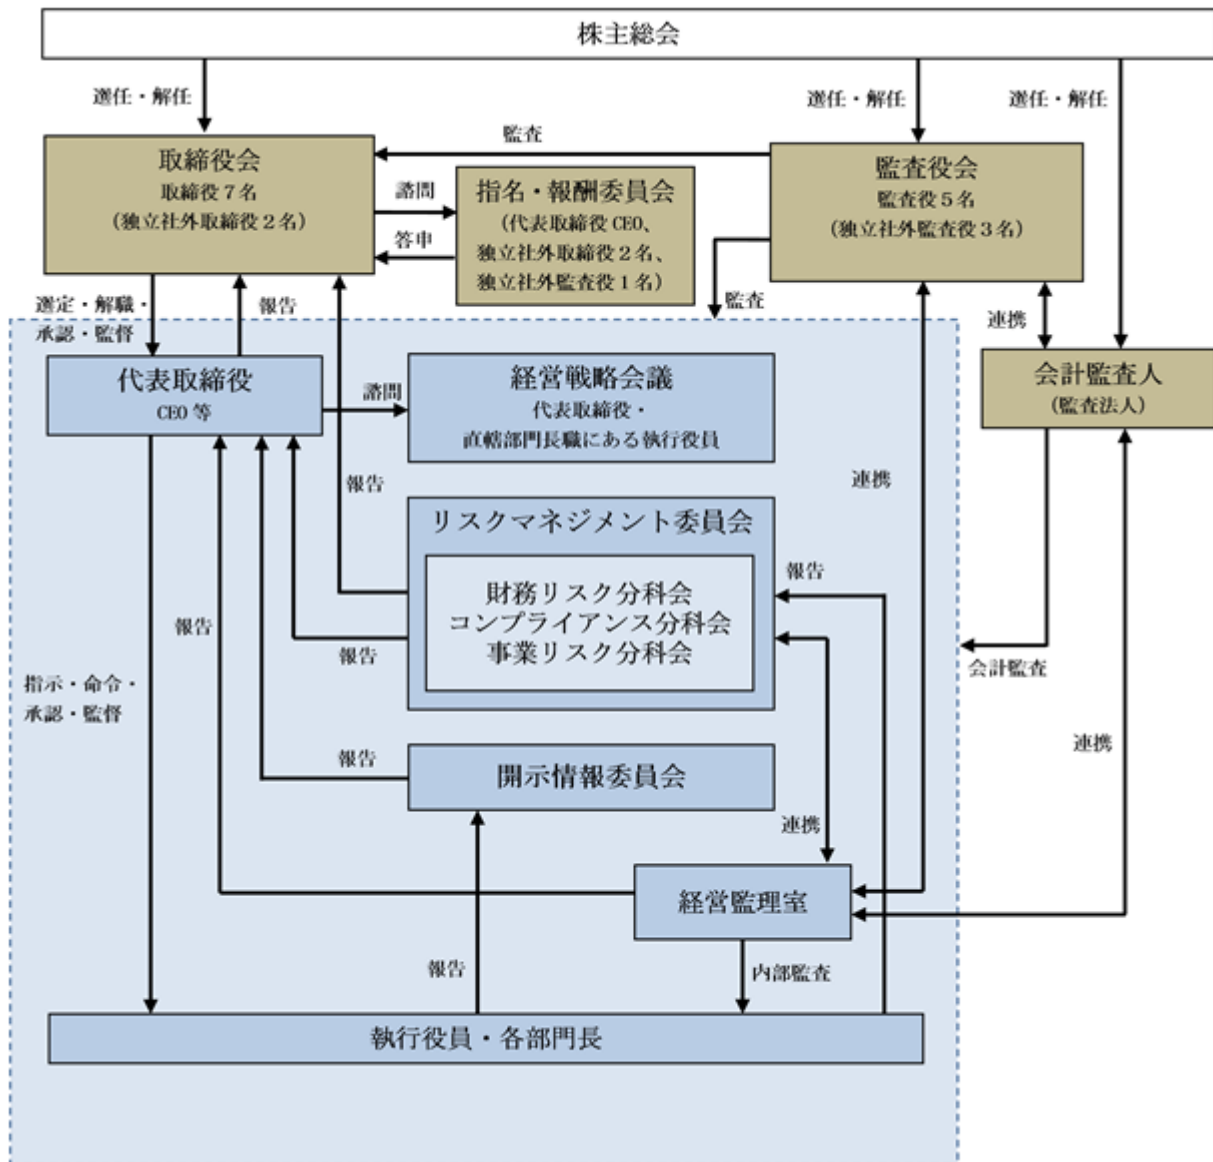 株主総会
選任・解任
選任・解任
選任・解任
取締役会
取締役７名
（独立社外取締役２名）
監査
監査役会
監査役５名
（独立社外監査役３名）
諮問
答申
指名・報酬委員会
（代表取締役 CEO、
独立社外取締役２名、
独立社外監査役１名）
監査
連携
選定・解職・
承認・監督
報告
代表取締役
CEO 等
諮問
経営戦略会議
代表取締役・
直轄部門長職にある執行役員
会計監査人
（監査法人）
報告
連携
リスクマネジメント委員会
財務リスク分科会
コンプライアンス分科会
事業リスク分科会
報告
報告
報告
会計監査
指示・命令・
承認・監督
連携
報告
開示情報委員会
連携
経営監理室
報告
内部監査
執行役員・各部門長